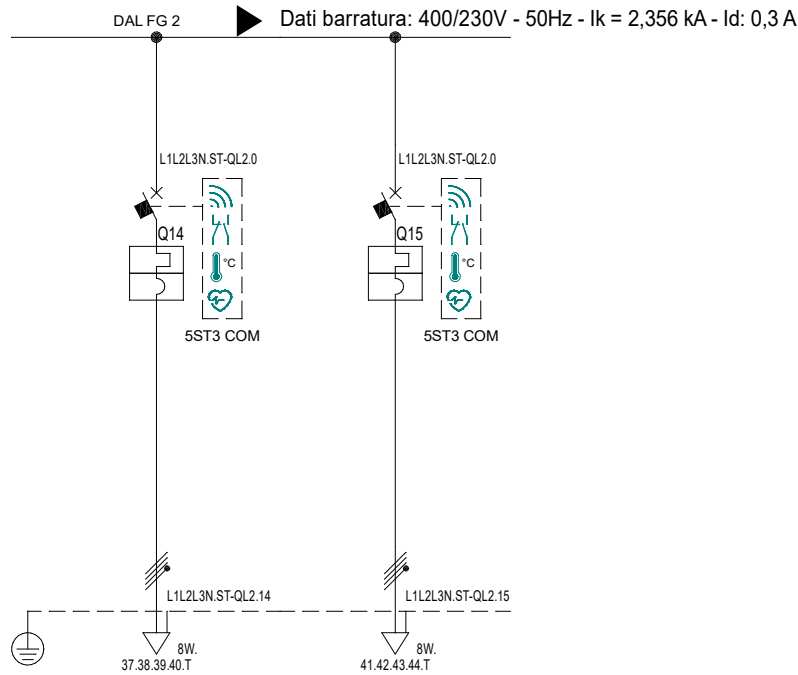 DAL FG 2
Dati barratura: 400/230V - 50Hz - Ik = 2,356 kA - Id: 0,3 A
L1L2L3N.ST-QL2.0
L1L2L3N.ST-QL2.0
Q14
Q15
°C
°C
5ST3 COM
5ST3 COM
L1L2L3N.ST-QL2.14
L1L2L3N.ST-QL2.15
8W.
8W.
37.38.39.40.T
41.42.43.44.T